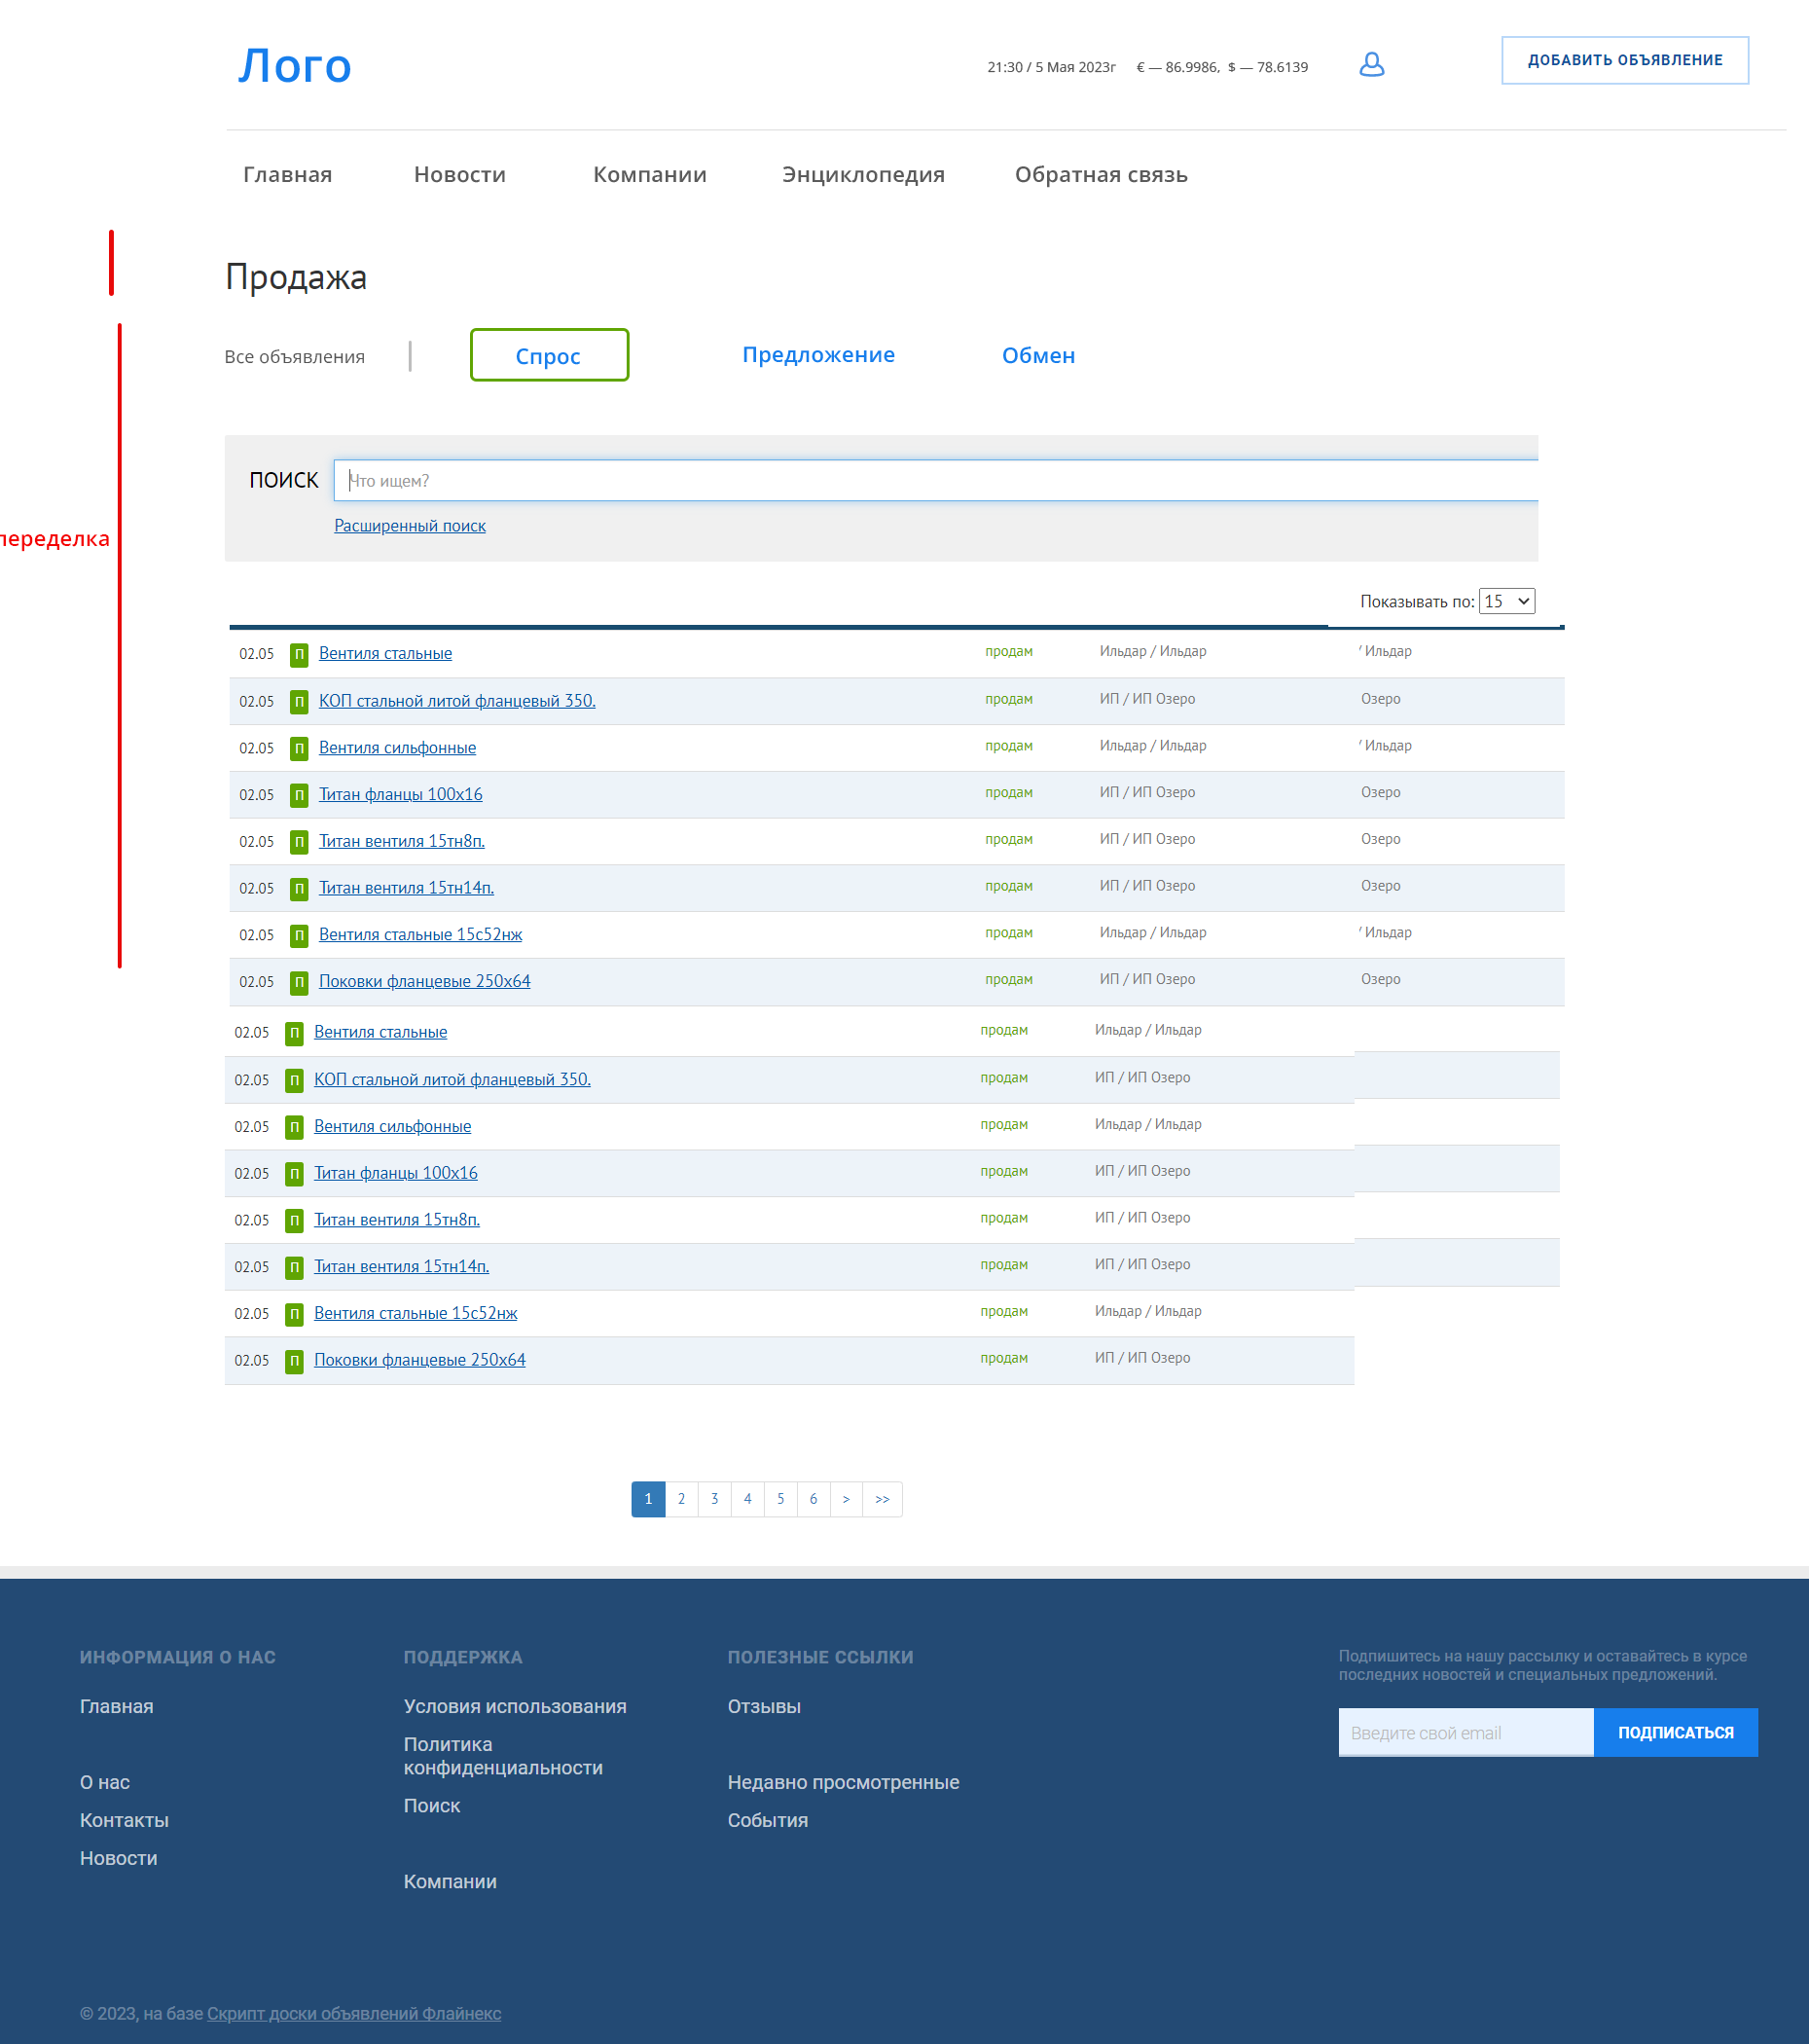 Лого
21:30 / 5 Мая 2023г € — 86.9986, $ — 78.6139
ДОБАВИТЬ ОБЪЯВЛЕНИЕ
Главная Новости Компании Энциклопедия Обратная связь
Продажа
Все объявления Спрос Предложение Обмен
ПОИСК Что ищем?
Расширенный поиск
переделка
Показывать по: 15
02.05 П Вентиля стальные продам Ильдар / Ильдар / Ильдар
02.05 П КОП стальной литой фланцевый 350. продам ИП / ИП Озеро Озеро
02.05 П Вентиля сильфонные продам Ильдар / Ильдар / Ильдар
02.05 П Титан фланцы 100х16 продам ИП / ИП Озеро Озеро
02.05 П Титан вентиля 15тн8п. продам ИП / ИП Озеро Озеро
02.05 П Титан вентиля 15тн14п. продам ИП / ИП Озеро Озеро
02.05 П Вентиля стальные 15с52нж продам Ильдар / Ильдар / Ильдар
02.05 П Поковки фланцевые 250х64 продам ИП / ИП Озеро Озеро
02.05 П Вентиля стальные продам Ильдар / Ильдар
02.05 П КОП стальной литой фланцевый 350. продам ИП / ИП Озеро
02.05 П Вентиля сильфонные продам Ильдар / Ильдар
02.05 П Титан фланцы 100х16 продам ИП / ИП Озеро
02.05 П Титан вентиля 15тн8п. продам ИП / ИП Озеро
02.05 П Титан вентиля 15тн14п. продам ИП / ИП Озеро
02.05 П Вентиля стальные 15с52нж продам Ильдар / Ильдар
02.05 П Поковки фланцевые 250х64 продам ИП / ИП Озеро
1 2 3 4 5 6 > >>
ИНФОРМАЦИЯ О НАС
Главная
О нас
Контакты
Новости
ПОДДЕРЖКА
Условия использования
Политика
конфиденциальности
Поиск
Компании
ПОЛЕЗНЫЕ ССЫЛКИ
Отзывы
Недавно просмотренные
События
Подпишитесь на нашу рассылку и оставайтесь в курсе
последних новостей и специальных предложений.
Введите свой email ПОДПИСАТЬСЯ
© 2023, на базе Скрипт доски объявлений Флайнекс